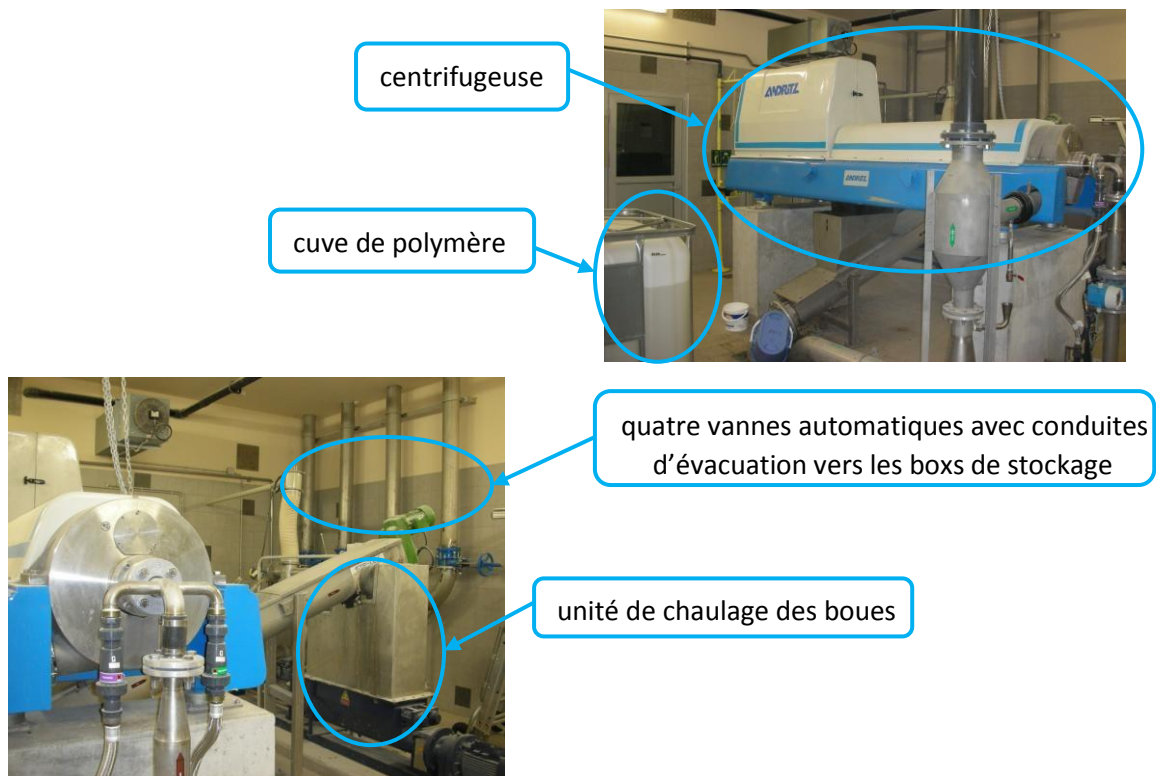 centrifugeuse
ANDRITZ
ANDRITZ
cuve de polymère
quatre vannes automatiques avec conduites
d'évacuation vers les boxs de stockage
unité de chaulage des boues